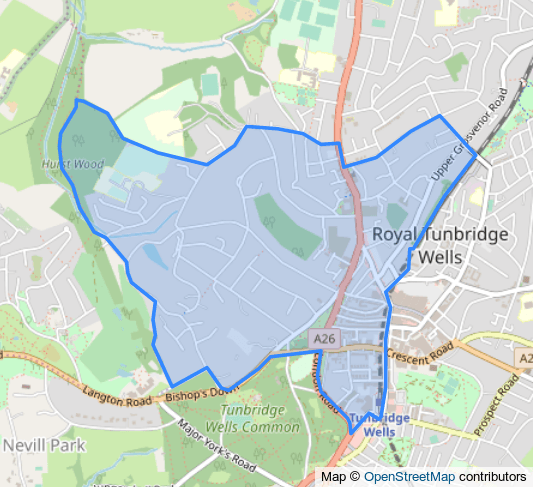 Upper Grosvenor Road
Hurst Wood
Royal Tunbridge
Wells
A26
Crescent Road
A2
Langton Road
Bishop's Down
London Road
Prospect Road
Tunbridge
Wells Common
Tunbridge
Wells
Major York's Road
Nevill Park
Map © OpenStreetMap contributors